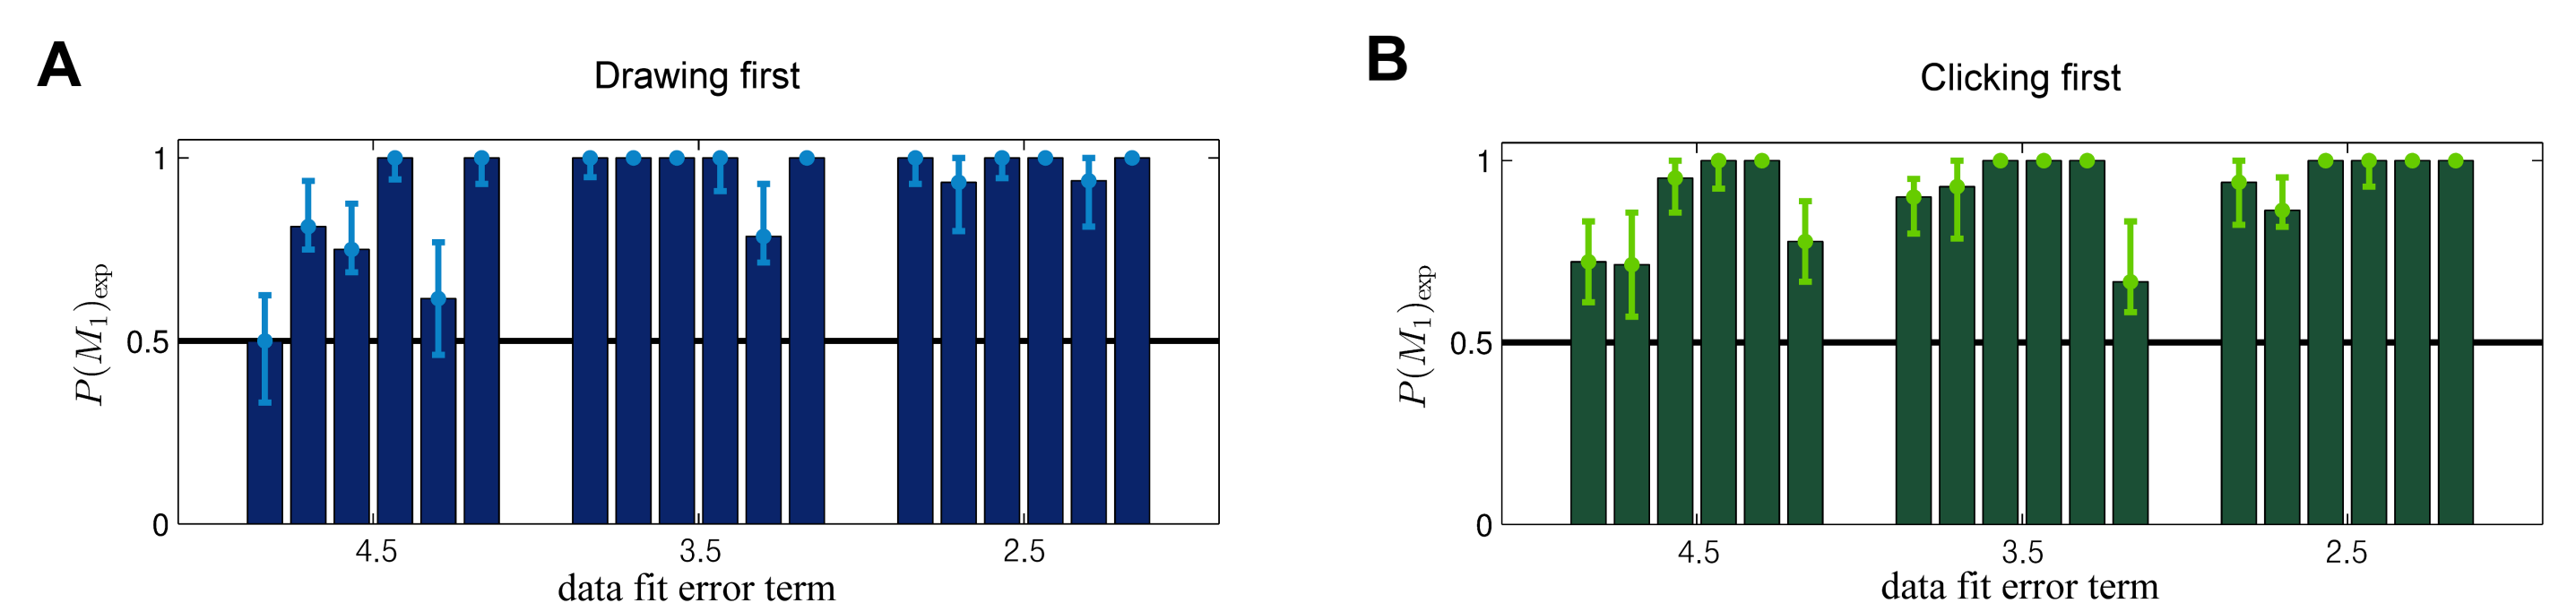 A
Drawing first
1
0.5
0
P(M₁)exp
4.5 3.5 2.5
data fit error term
B
Clicking first
1
0.5
0
P(M₁)exp
4.5 3.5 2.5
data fit error term